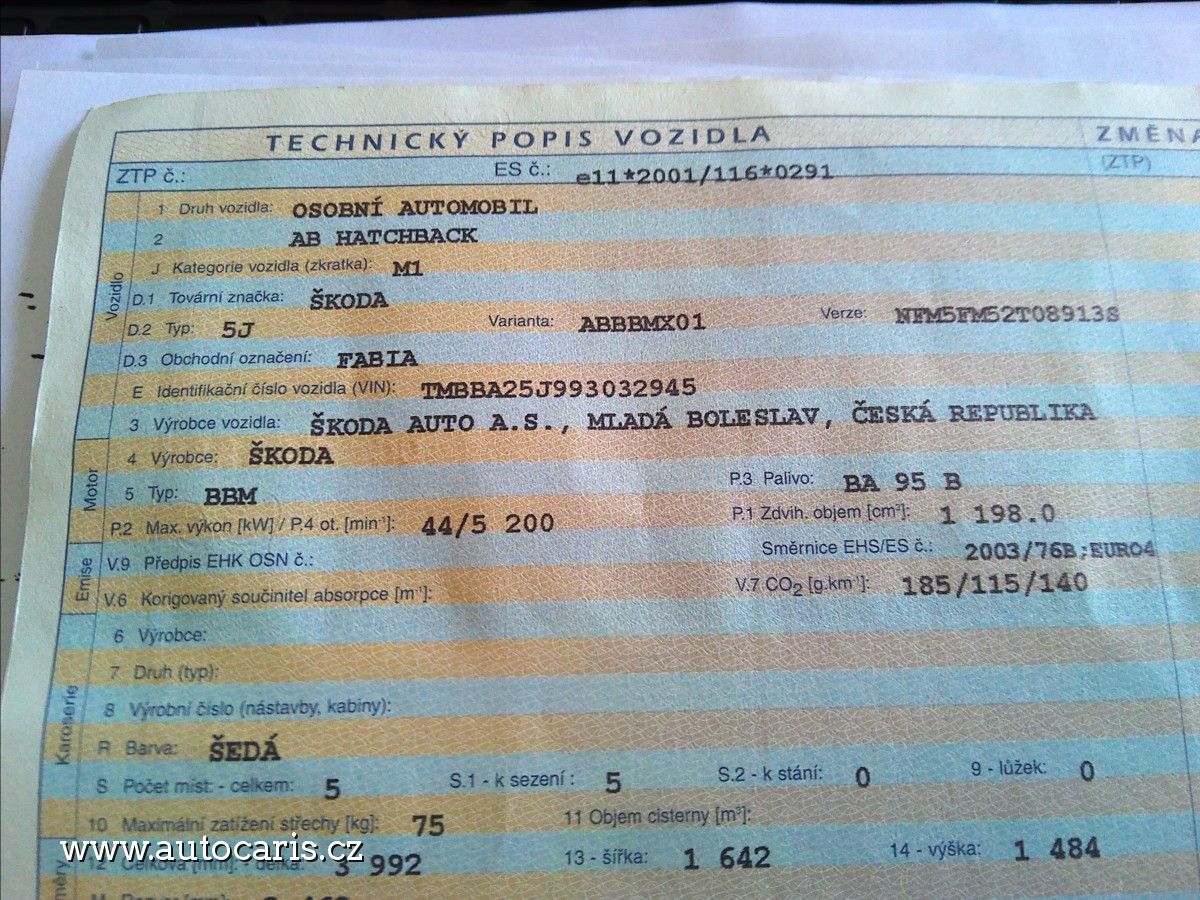 TECHNICKÝ POPIS VOZIDLA ZMĚNA
ZTP č.: ES č.: e11*2001/116*0291 (ZTP)
1 Druh vozidla: OSOBNÍ AUTOMOBIL
2 AB HATCHBACK
J Kategorie vozidla (zkratka): M1
Vozidlo
D.1 Tovární značka: ŠKODA
D.2 Typ: 5J Varianta: ABBBMX01 Verze: NFM5FM52T08913S
D.3 Obchodní označení: FABIA
E Identifikační číslo vozidla (VIN): TMBBA25J993032945
3 Výrobce vozidla: ŠKODA AUTO A.S., MLADÁ BOLESLAV, ČESKÁ REPUBLIKA
Motor
4 Výrobce: ŠKODA
5 Typ: BBM P.3 Palivo: BA 95 B
P.2 Max. výkon [kW] / P.4 ot. [min⁻¹]: 44/5 200 P.1 Zdvih. objem [cm³]: 1 198.0
Emise
V.9 Předpis EHK OSN č.: Směrnice EHS/ES č.: 2003/76B;EURO4
V.6 Korigovaný součinitel absorpce [m⁻¹]: V.7 CO₂ [g.km⁻¹]: 185/115/140
Karoserie
6 Výrobce:
7 Druh (typ):
8 Výrobní číslo (nástavby, kabiny):
R Barva: ŠEDÁ
S Počet míst: - celkem: 5 S.1 - k sezení: 5 S.2 - k stání: 0 9 - lůžek: 0
10 Maximální zatížení střechy [kg]: 75 11 Objem cisterny [m³]:
12 Celková [mm]: - délka: 3 992 13 - šířka: 1 642 14 - výška: 1 484
www.autocaris.cz